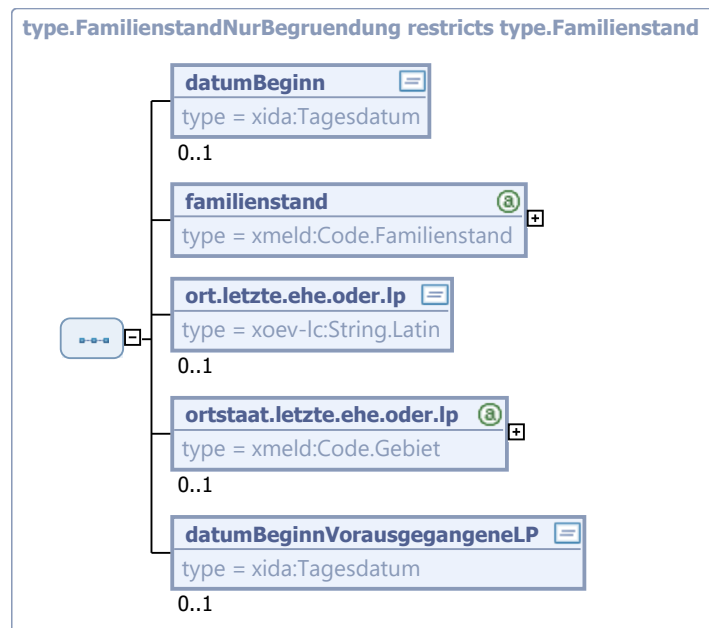 type.FamilienstandNurBegruendung restricts type.Familienstand
datumBeginn
type = xida:Tagesdatum
0..1
familienstand
type = xmeld:Code.Familienstand
ort.letzte.ehe.oder.lp
type = xoev-lc:String.Latin
0..1
ortstaat.letzte.ehe.oder.lp
type = xmeld:Code.Gebiet
0..1
datumBeginnVorausgegangeneLP
type = xida:Tagesdatum
0..1